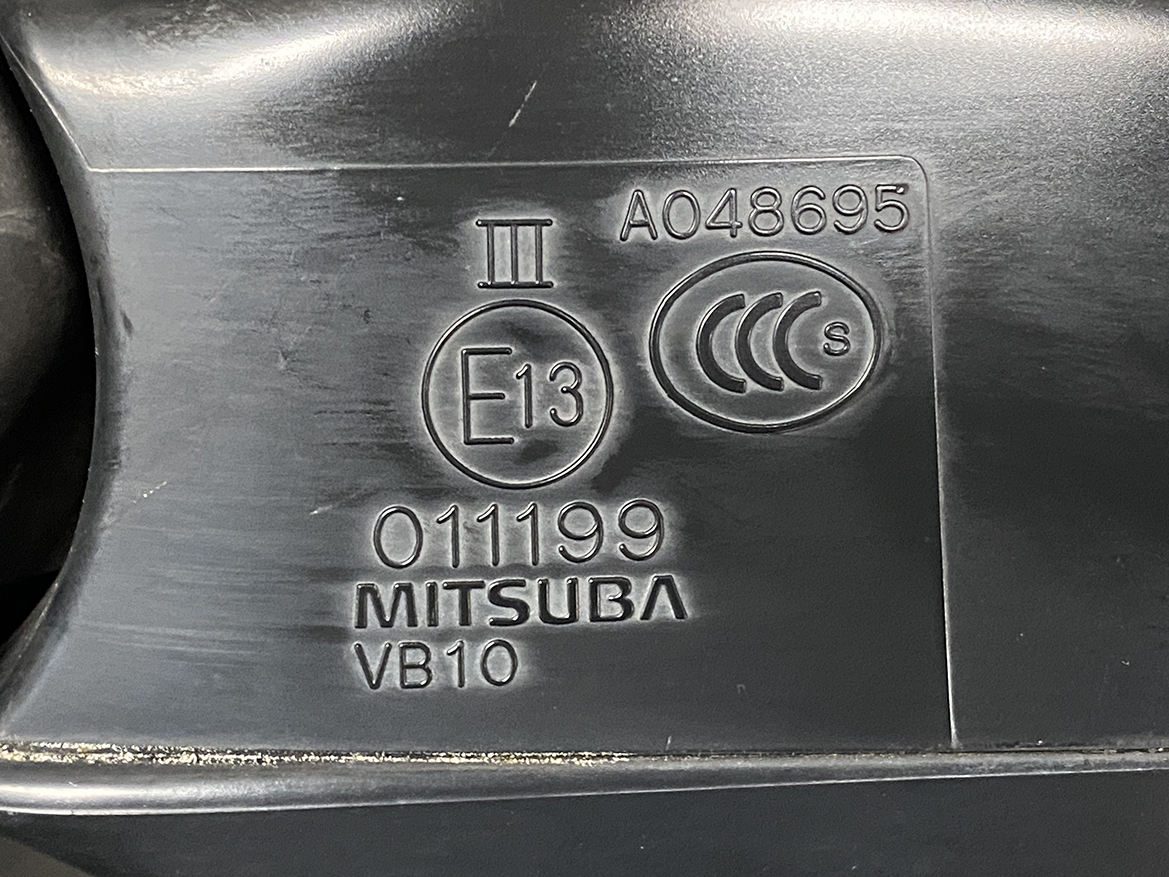 A048695
III
CCC S
E13
011199
MITSUBA
VB10